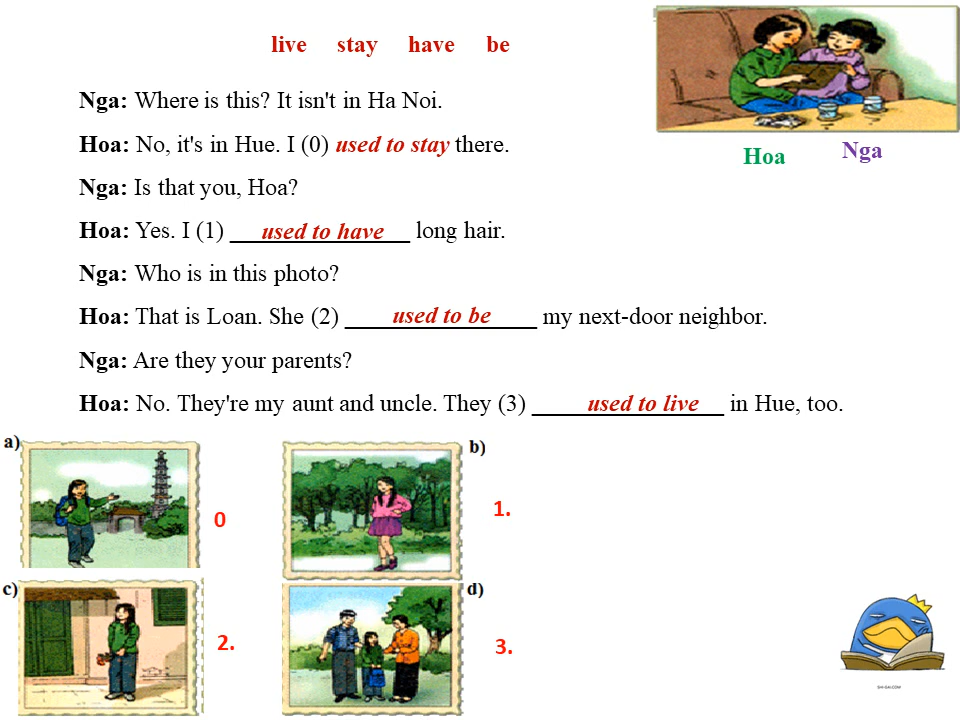 live stay have be
Nga: Where is this? It isn't in Ha Noi.
Hoa: No, it's in Hue. I (0) used to stay there.
Hoa Nga
Nga: Is that you, Hoa?
Hoa: Yes. I (1) used to have long hair.
Nga: Who is in this photo?
Hoa: That is Loan. She (2) used to be my next-door neighbor.
Nga: Are they your parents?
Hoa: No. They're my aunt and uncle. They (3) used to live in Hue, too.
a) 0
b) 1.
c) 2.
d) 3.